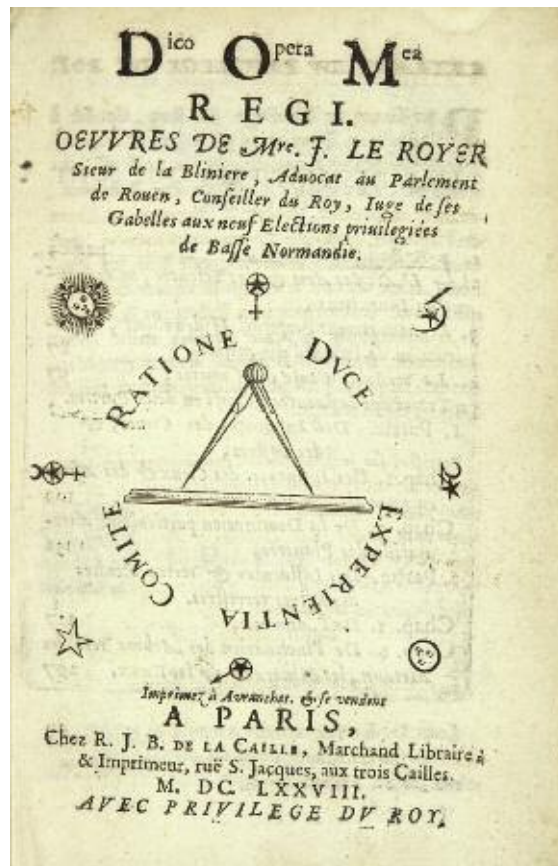 Dico Opera Mea
REGI.
OEVVRES DE Mre. J. LE ROYER
Sieur de la Bliniere, Aduocat au Parlement
de Rouen, Conseiller du Roy, Iuge de ses
Gabelles aux neuf Elections priuilegiées
de Basse Normandie.
RATIONE DVCE
COMITE EXPERIENTIA
Imprimez à Auranches, & se vendent
A PARIS,
Chez R. J. B. DE LA CAILLE, Marchand Libraire
& Imprimeur, ruë S. Jacques, aux trois Cailles.
M. DC. LXXVIII.
AVEC PRIVILEGE DV ROY.